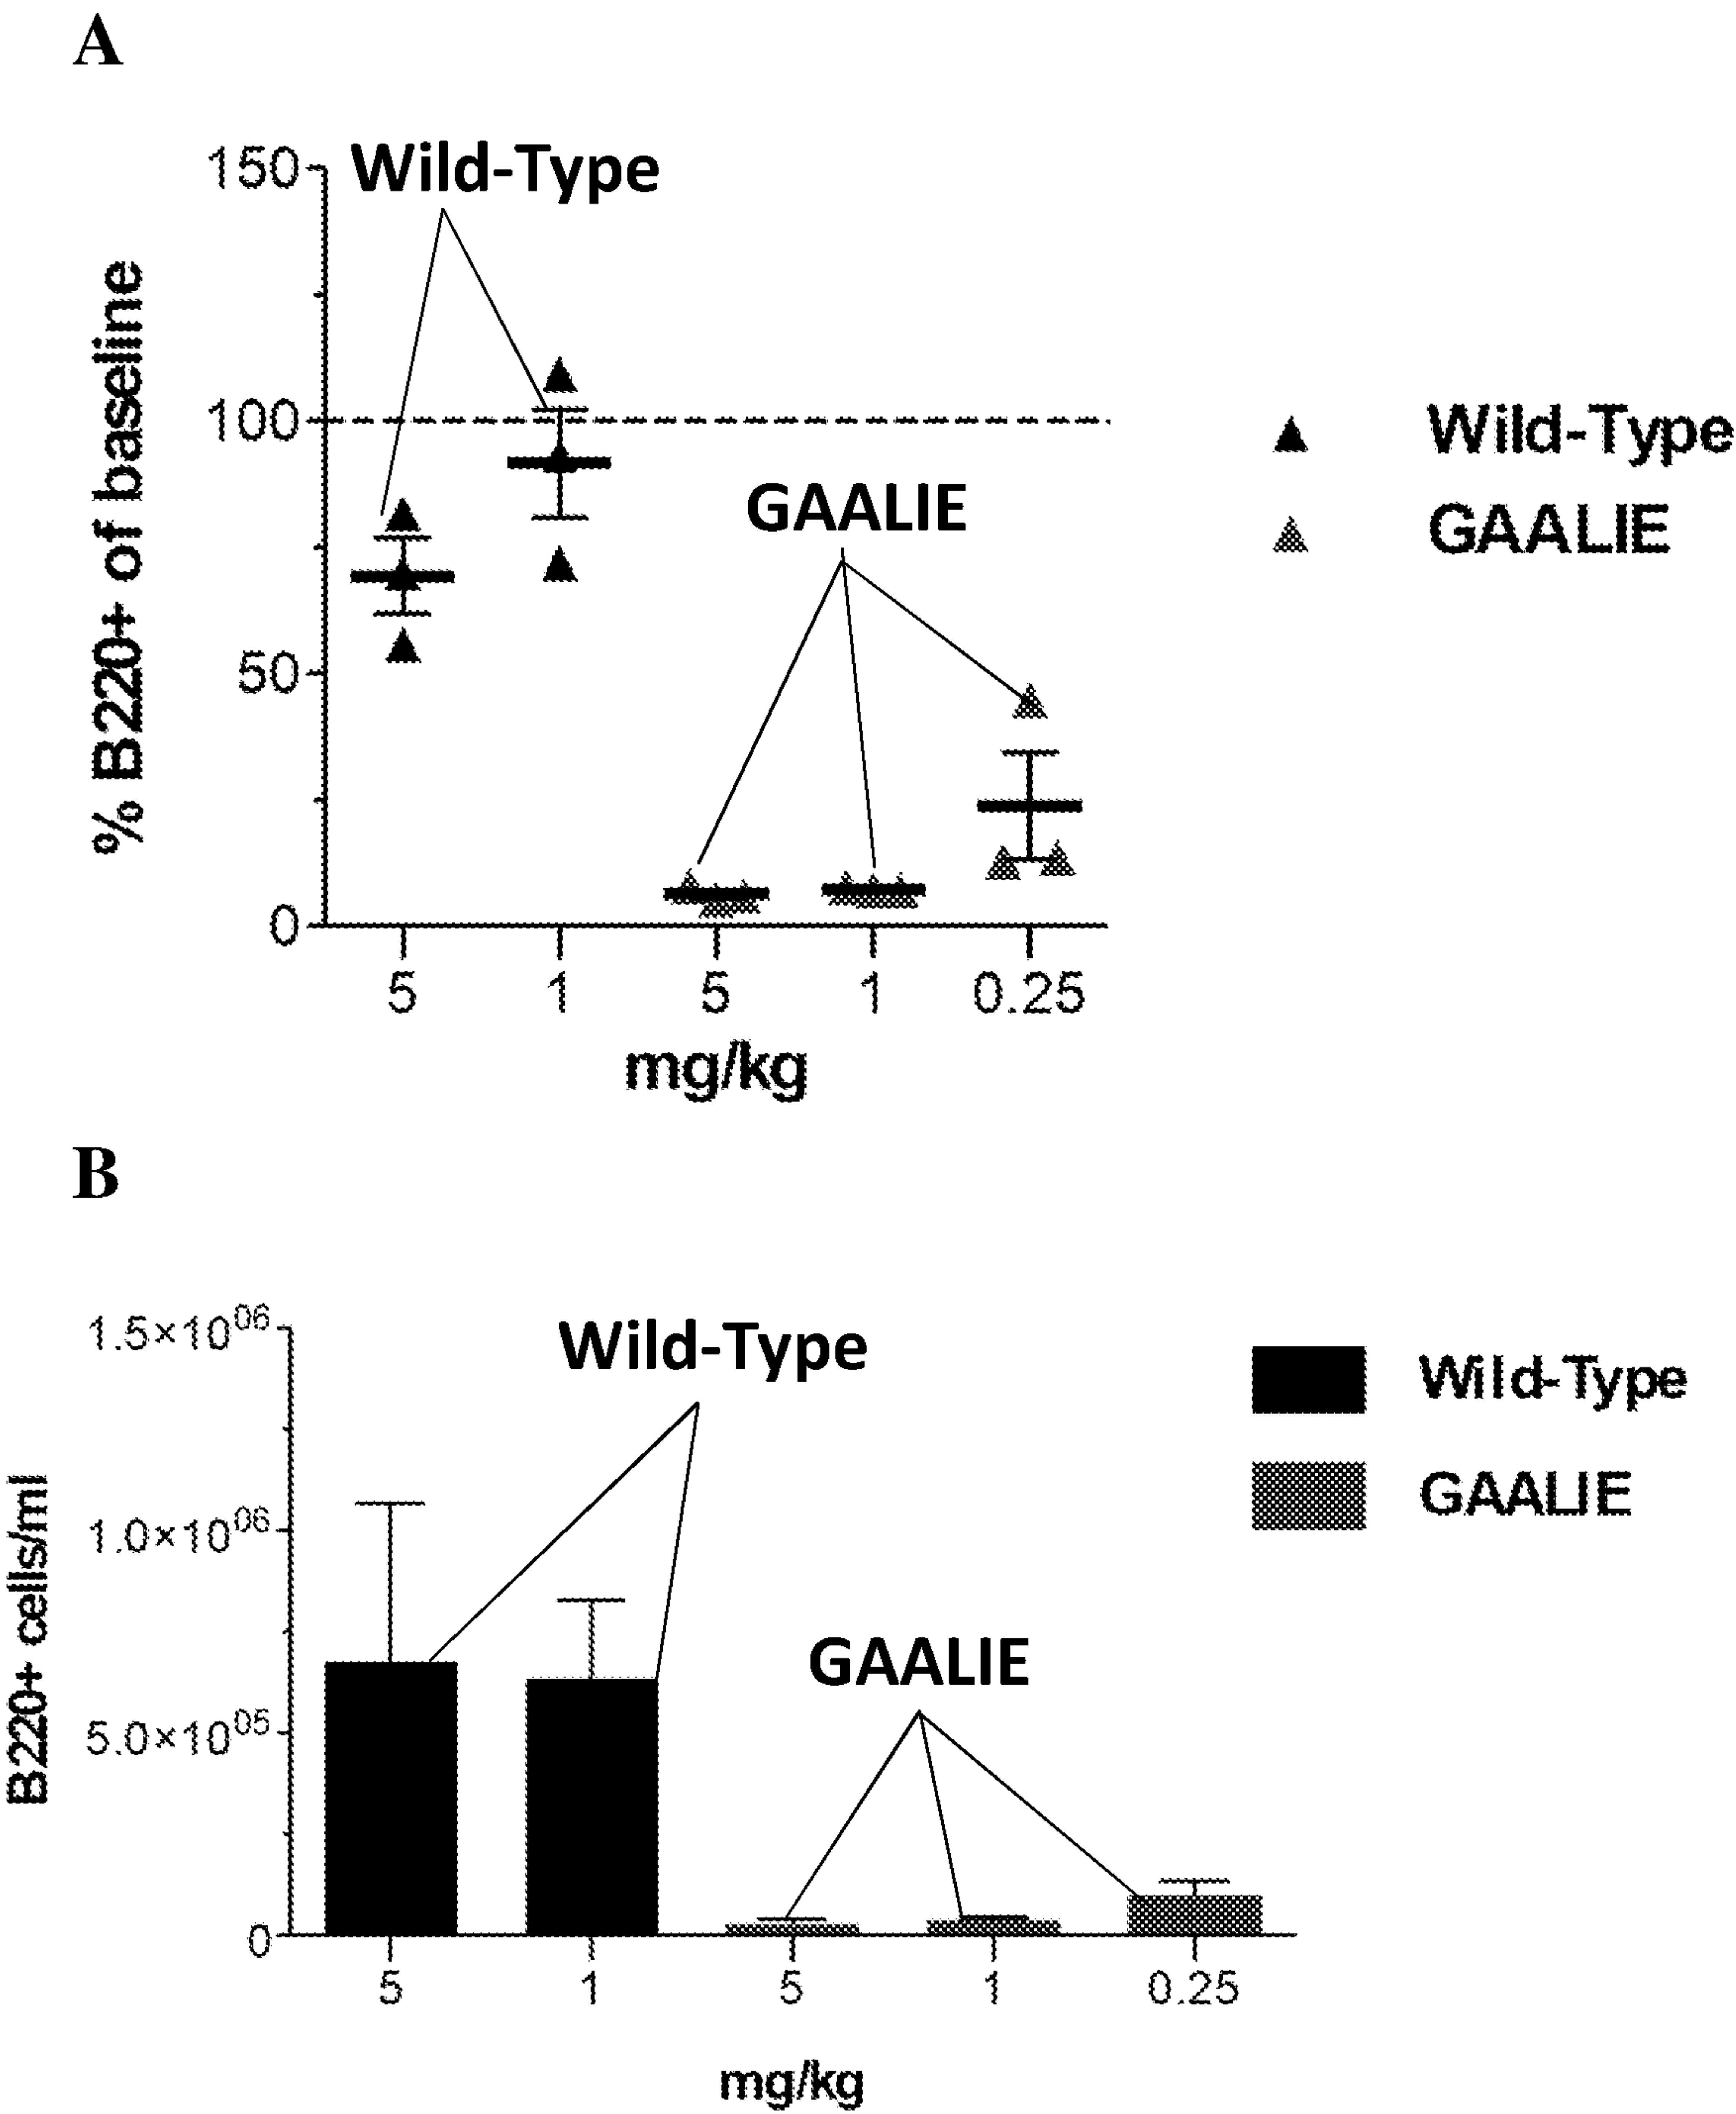 A
Wild-Type
150
100
50
0
% B220+ of baseline
GAALIE
Wild-Type
GAALIE
5 1 5 1 0.25
mg/kg
B
Wild-Type
1.5×10⁰⁶
1.0×10⁰⁶
5.0×10⁰⁵
0
B220+ cells/ml
GAALIE
Wild-Type
GAALIE
5 1 5 1 0.25
mg/kg